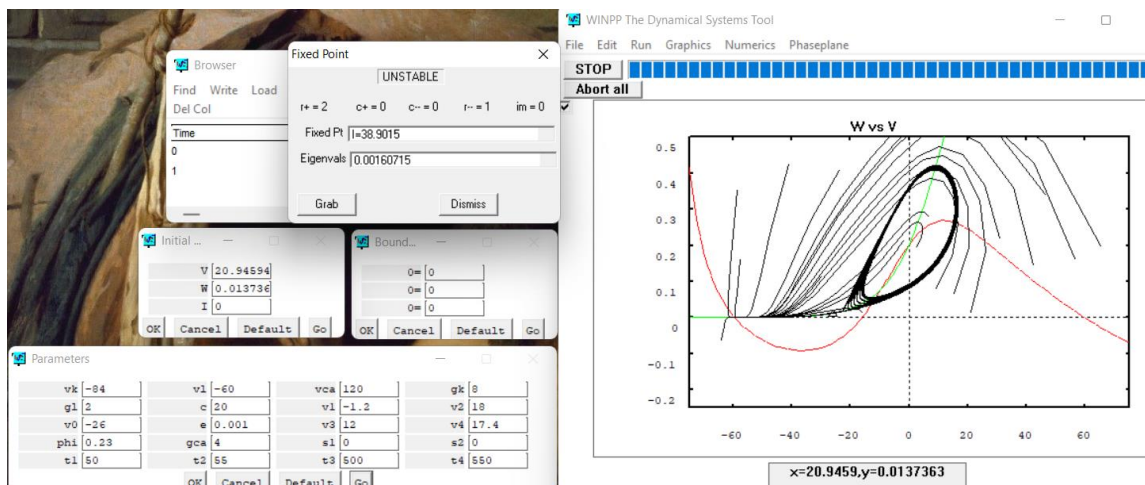 Browser
Find Write Load
Del Col
Time
0
1
Fixed Point
UNSTABLE
r+ = 2 c+ = 0 c-- = 0 r-- = 1 im = 0
Fixed Pt I=38.9015
Eigenvals 0.00160715
Grab Dismiss
Initial ...
V 20.94594
W 0.013736
I 0
OK Cancel Default Go
Bound...
0= 0
0= 0
0= 0
OK Cancel Default Go
Parameters
vk -84 vl -60 vca 120 gk 8
gl 2 c 20 v1 -1.2 v2 18
v0 -26 e 0.001 v3 12 v4 17.4
phi 0.23 gca 4 s1 0 s2 0
t1 50 t2 55 t3 500 t4 550
OK Cancel Default Go
WINPP The Dynamical Systems Tool
File Edit Run Graphics Numerics Phaseplane
STOP
Abort all
W vs V
0.5
0.4
0.3
0.2
0.1
0
-0.1
-0.2
-60 -40 -20 0 20 40 60
x=20.9459,y=0.0137363